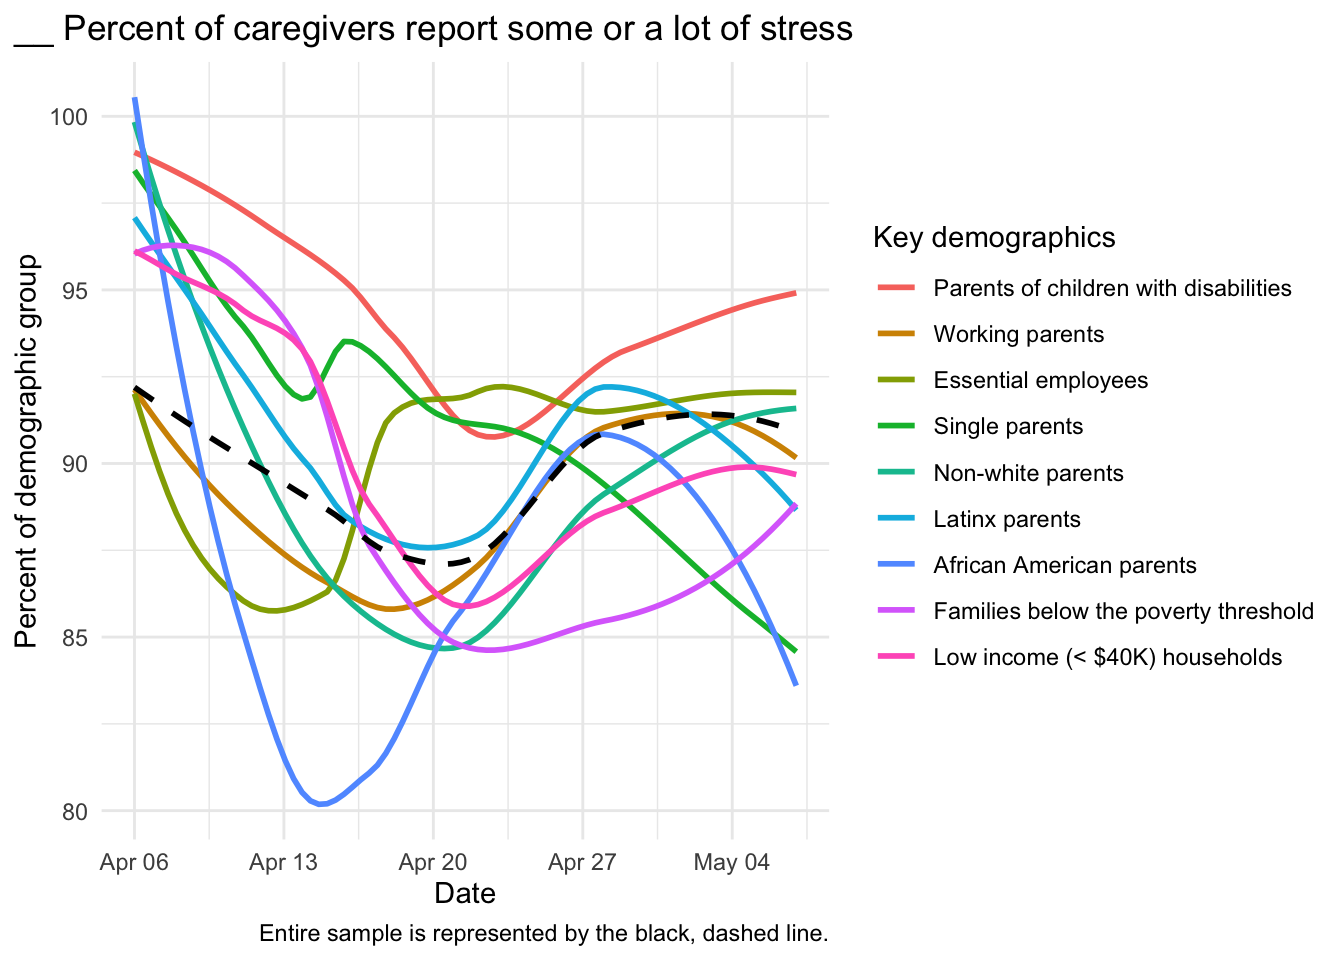 __ Percent of caregivers report some or a lot of stress
Percent of demographic group
100
95
90
85
80
Apr 06
Apr 13
Apr 20
Apr 27
May 04
Date
Entire sample is represented by the black, dashed line.
Key demographics
Parents of children with disabilities
Working parents
Essential employees
Single parents
Non-white parents
Latinx parents
African American parents
Families below the poverty threshold
Low income (< $40K) households